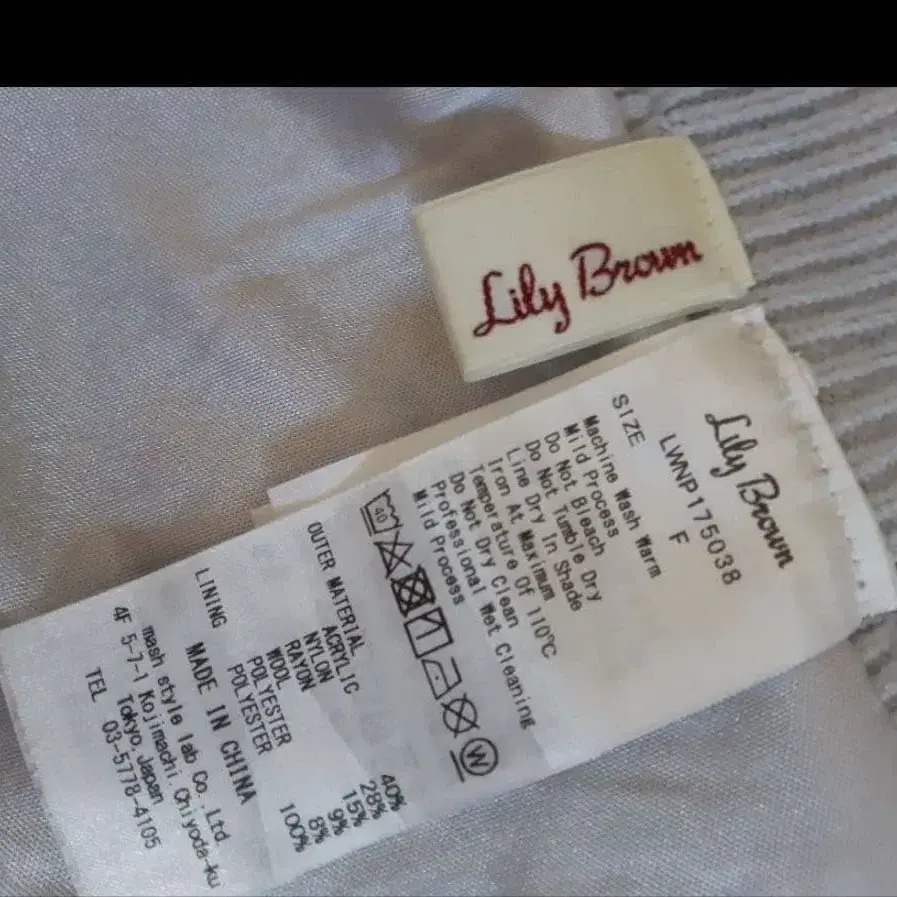 Lily Brown
Lily Brown
LWNP175038
SIZE F
Machine Wash Warm
Mild Process
Do Not Bleach
Do Not Tumble Dry
Line Dry In Shade
Iron At Maximum
Temperature Of 110℃
Do Not Dry Clean
Professional Wet Cleaning
Mild Process
40
W
OUTER MATERIAL
ACRYLIC 40%
NYLON 28%
RAYON 15%
WOOL 9%
POLYESTER 8%
LINING POLYESTER 100%
MADE IN CHINA
mash style lab Co.,Ltd.
4F 5-7-1 Kojimachi. Chiyoda-ku
Tokyo, Japan
TEL 03-5778-4105